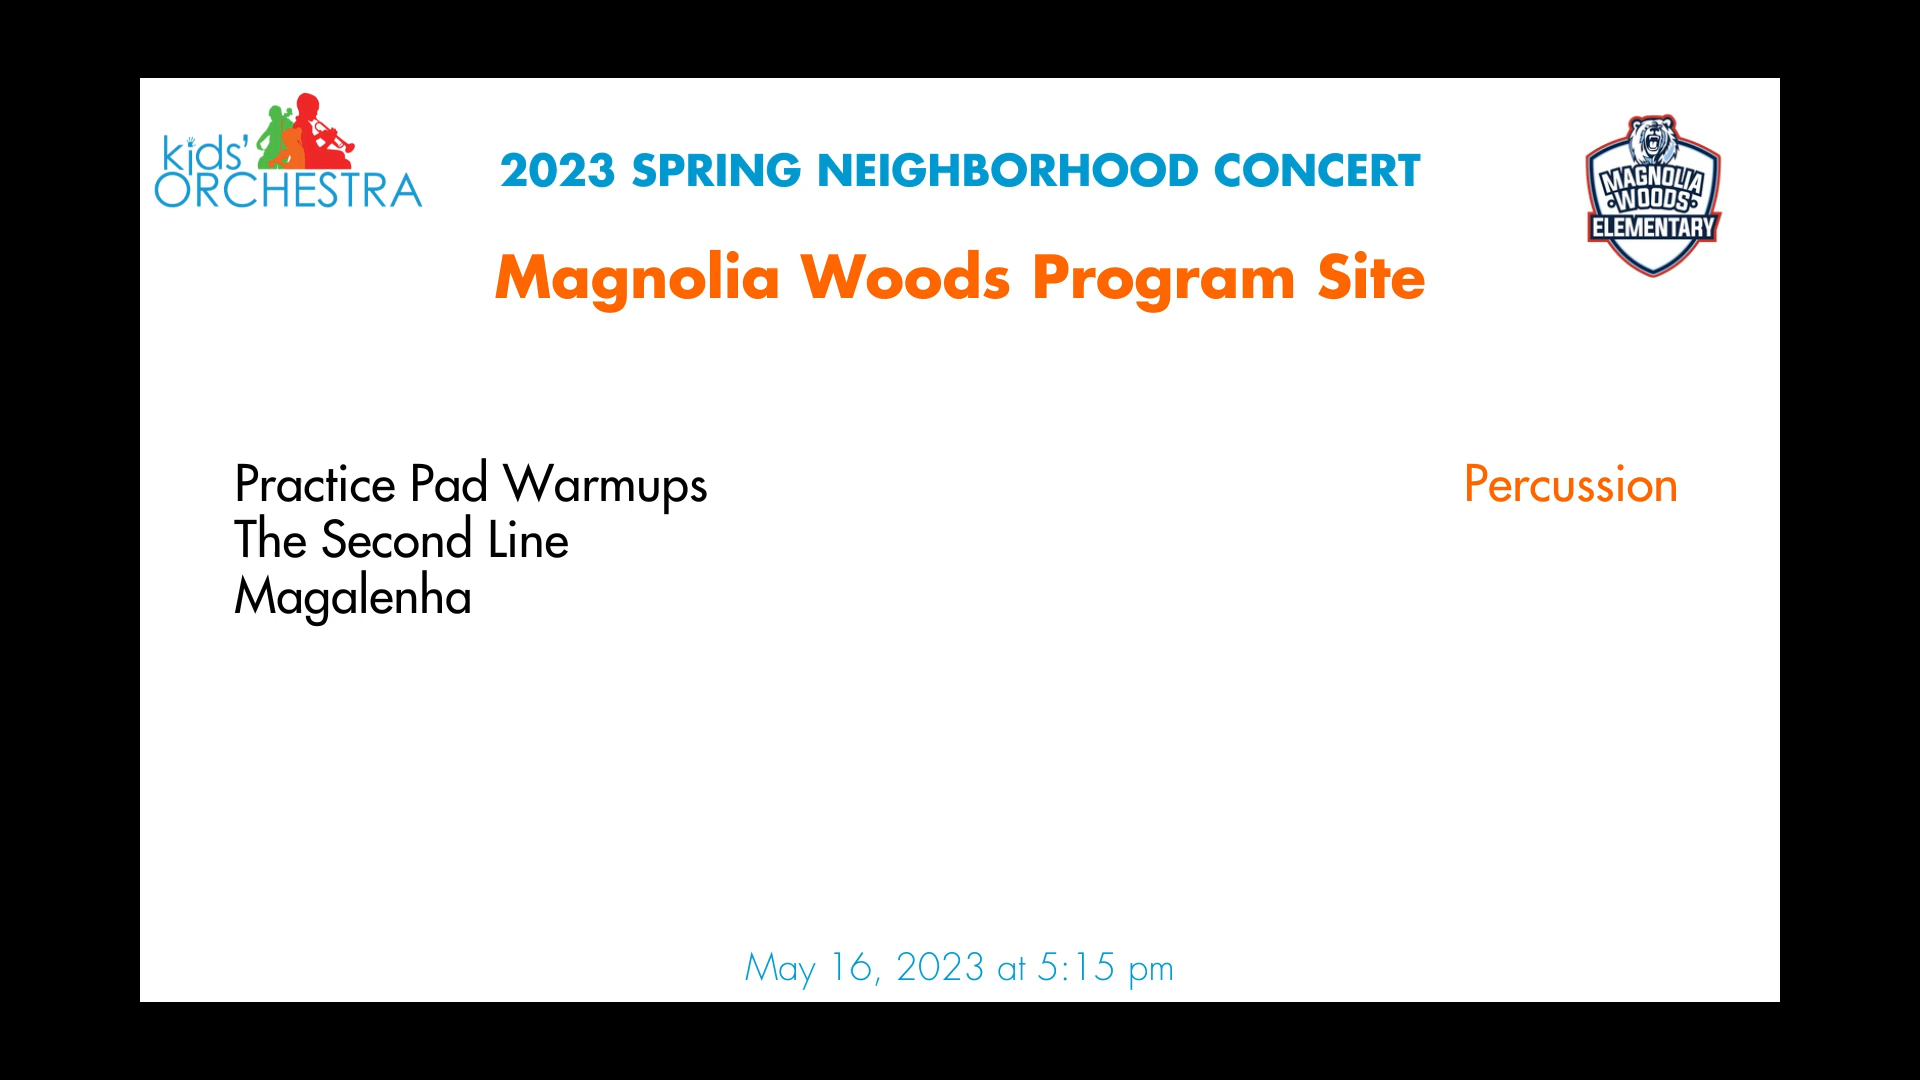 kids'
ORCHESTRA
2023 SPRING NEIGHBORHOOD CONCERT
MAGNOLIA
WOODS
ELEMENTARY
Magnolia Woods Program Site
Practice Pad Warmups
Percussion
The Second Line
Magalenha
May 16, 2023 at 5:15 pm